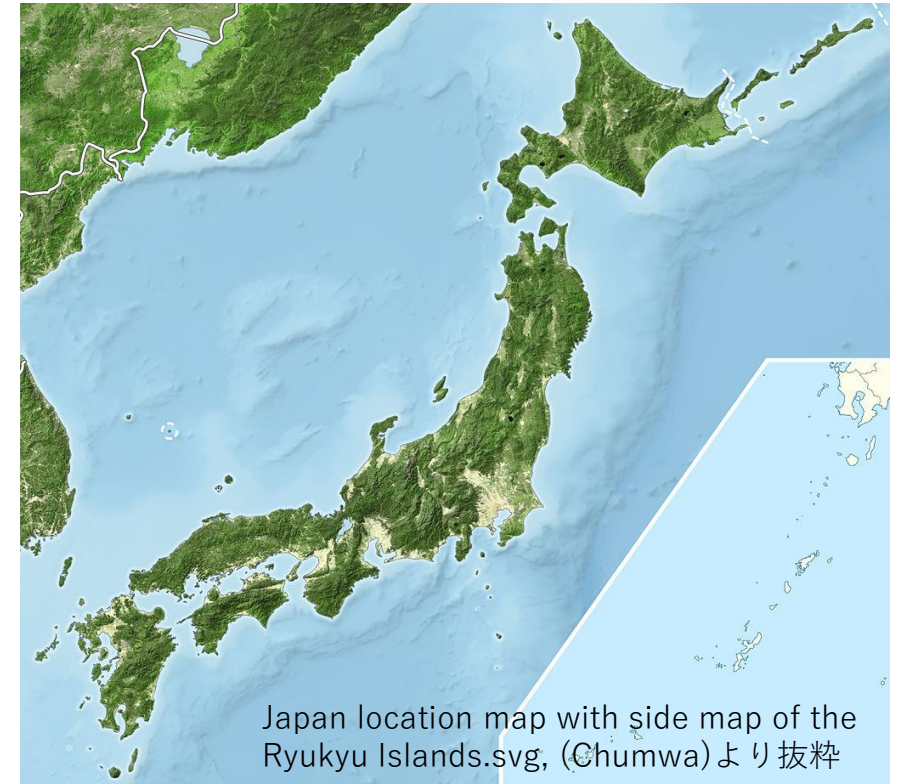 Japan location map with side map of the
Ryukyu Islands.svg, (Chumwa)より抜粋